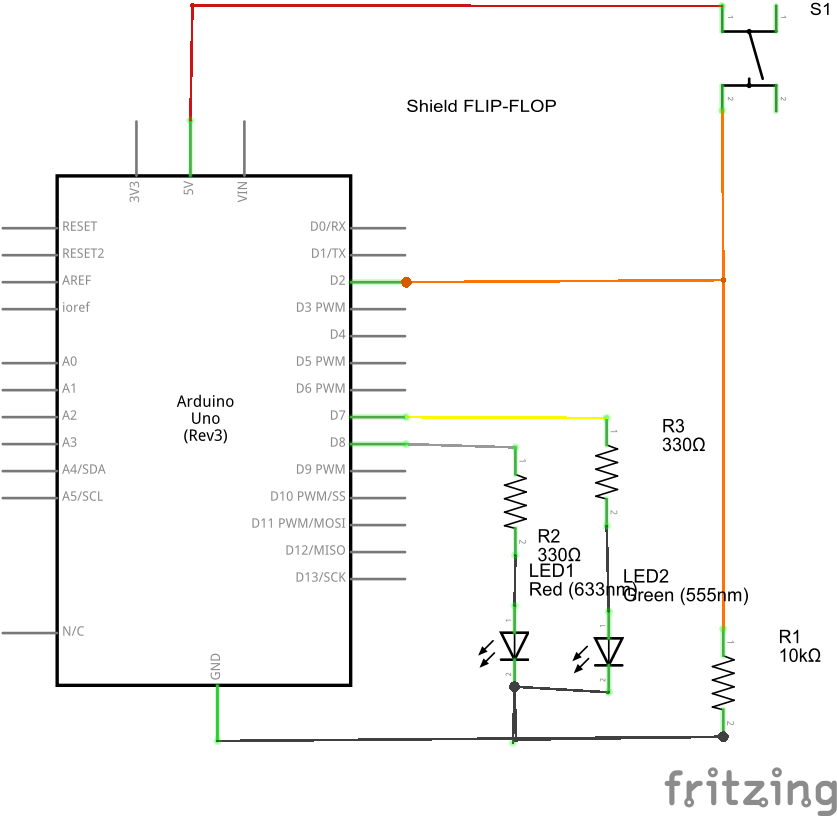 S1
1
1
2
2
Shield FLIP-FLOP
3V3
5V
VIN
RESET
RESET2
AREF
ioref
A0
A1
A2
A3
A4/SDA
A5/SCL
N/C
Arduino
Uno
(Rev3)
D0/RX
D1/TX
D2
D3 PWM
D4
D5 PWM
D6 PWM
D7
D8
D9 PWM
D10 PWM/SS
D11 PWM/MOSI
D12/MISO
D13/SCK
GND
R3
330Ω
1
2
R2
330Ω
1
2
LED1
Red (633nm)
1
2
LED2
Green (555nm)
1
2
R1
10kΩ
1
2
fritzing